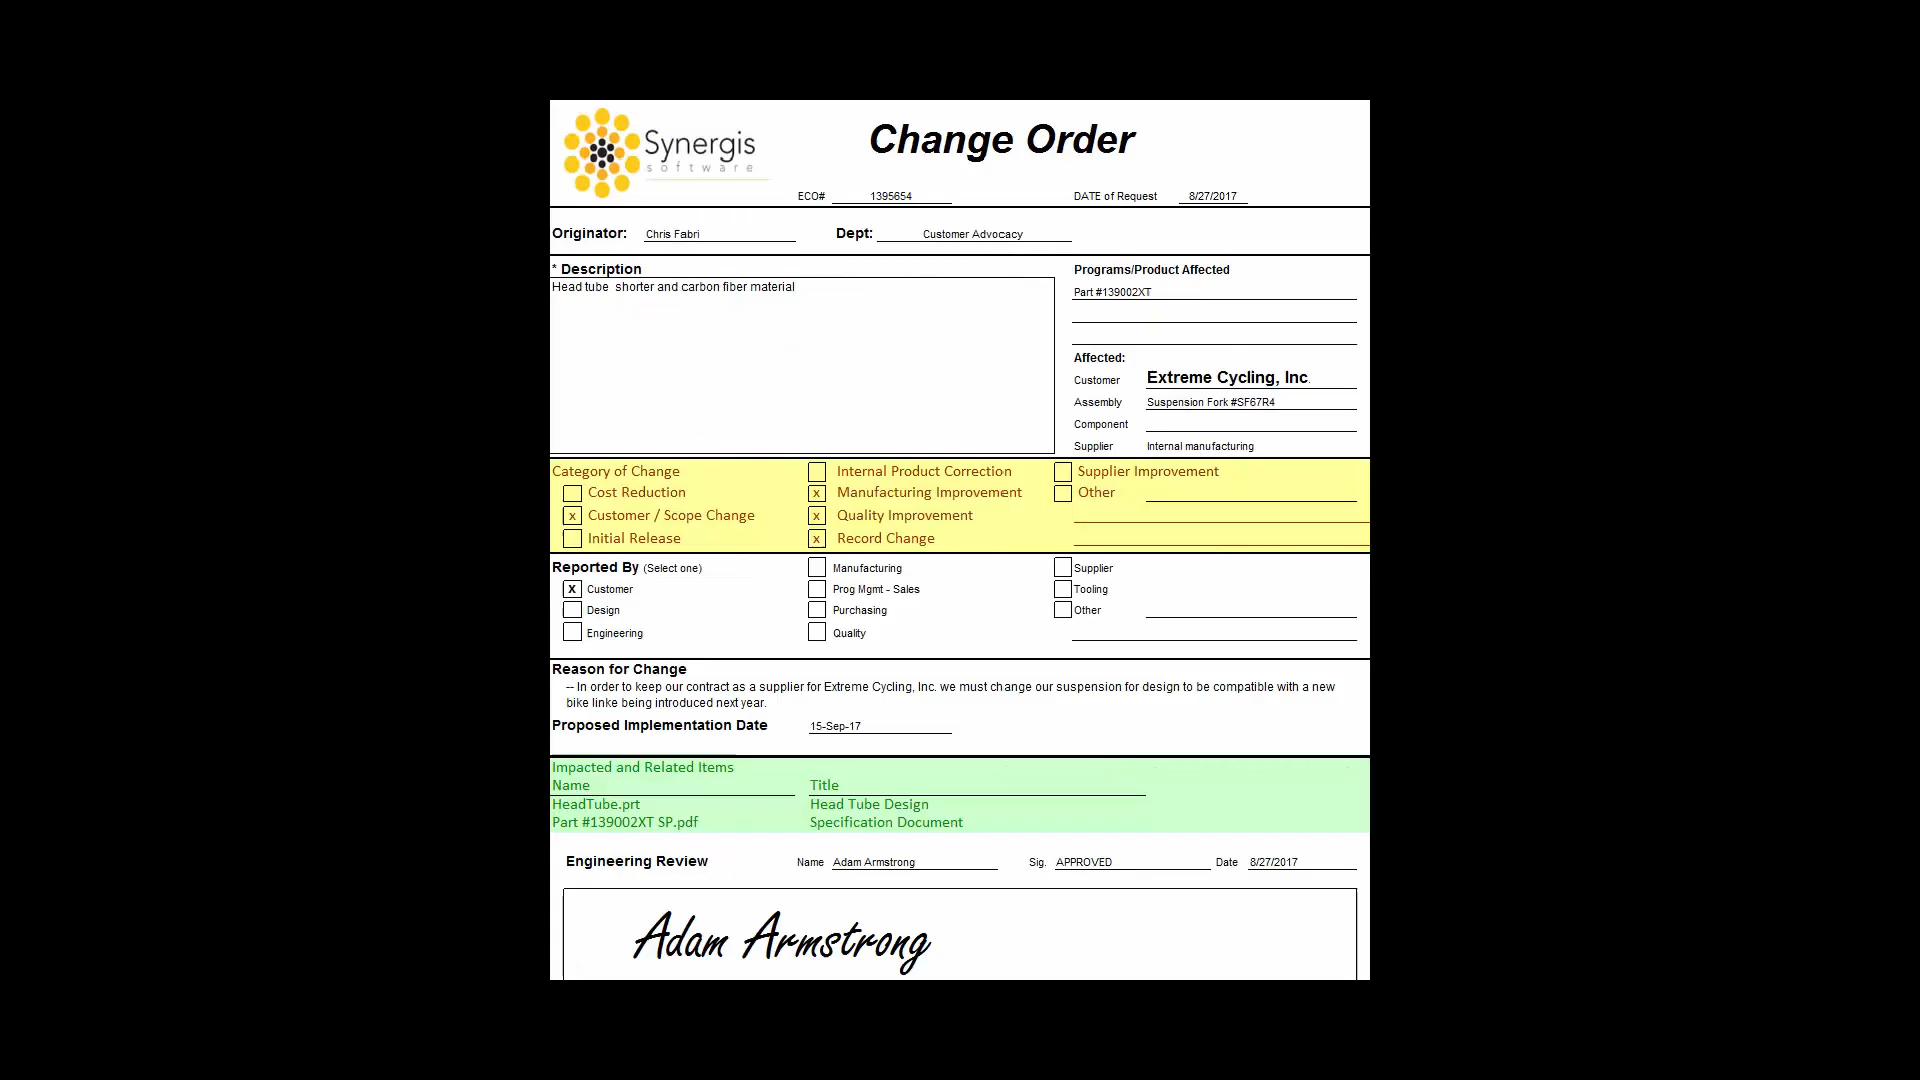 Synergis
software
Change Order
ECO# 1395654 DATE of Request 8/27/2017
Originator: Chris Fabri Dept: Customer Advocacy
* Description
Head tube  shorter and carbon fiber material
Programs/Product Affected
Part #139002XT
Affected:
Customer Extreme Cycling, Inc.
Assembly Suspension Fork #SF67R4
Component
Supplier Internal manufacturing
Category of Change
Cost Reduction
x Customer / Scope Change
Initial Release
Internal Product Correction
x Manufacturing Improvement
x Quality Improvement
x Record Change
Supplier Improvement
Other
Reported By (Select one)
X Customer
Design
Engineering
Manufacturing
Prog Mgmt - Sales
Purchasing
Quality
Supplier
Tooling
Other
Reason for Change
-- In order to keep our contract as a supplier for Extreme Cycling, Inc. we must change our suspension for design to be compatible with a new
bike linke being introduced next year.
Proposed Implementation Date 15-Sep-17
Impacted and Related Items
Name Title
HeadTube.prt Head Tube Design
Part #139002XT SP.pdf Specification Document
Engineering Review Name Adam Armstrong Sig. APPROVED Date 8/27/2017
Adam Armstrong